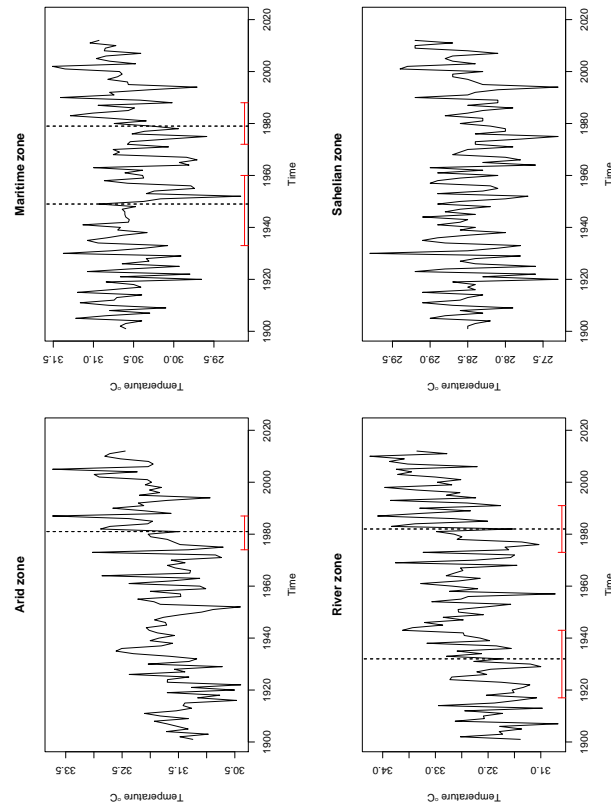 Arid zone
Temperature °C
33.5
32.5
31.5
30.5
1900 1920 1940 1960 1980 2000 2020
Time
Maritime zone
Temperature °C
31.5
31.0
30.5
30.0
29.5
1900 1920 1940 1960 1980 2000 2020
Time
River zone
Temperature °C
34.0
33.0
32.0
31.0
1900 1920 1940 1960 1980 2000 2020
Time
Sahelian zone
Temperature °C
29.5
29.0
28.5
28.0
27.5
1900 1920 1940 1960 1980 2000 2020
Time